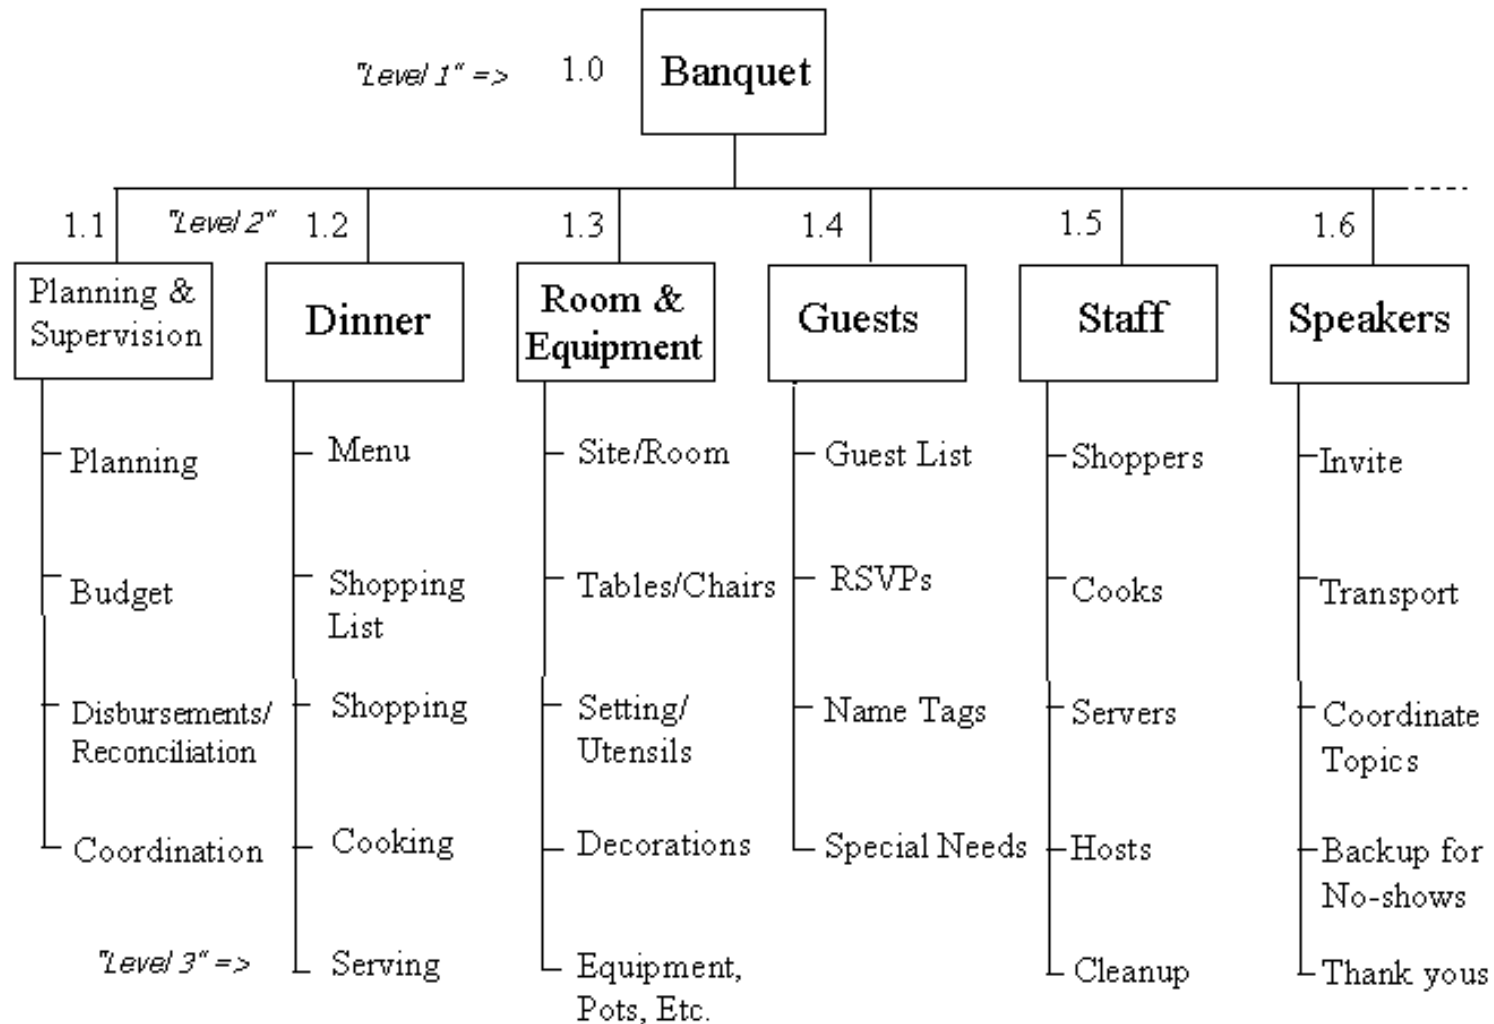 "Level 1" => 1.0 Banquet
1.1 "Level 2" 1.2 1.3 1.4 1.5 1.6
Planning &
Supervision
Dinner
Room &
Equipment
Guests
Staff
Speakers
Planning
Budget
Disbursements/
Reconciliation
Coordination
"Level 3" =>
Menu
Shopping
List
Shopping
Cooking
Serving
Site/Room
Tables/Chairs
Setting/
Utensils
Decorations
Equipment,
Pots, Etc.
Guest List
RSVPs
Name Tags
Special Needs
Shoppers
Cooks
Servers
Hosts
Cleanup
Invite
Transport
Coordinate
Topics
Backup for
No-shows
Thank yous